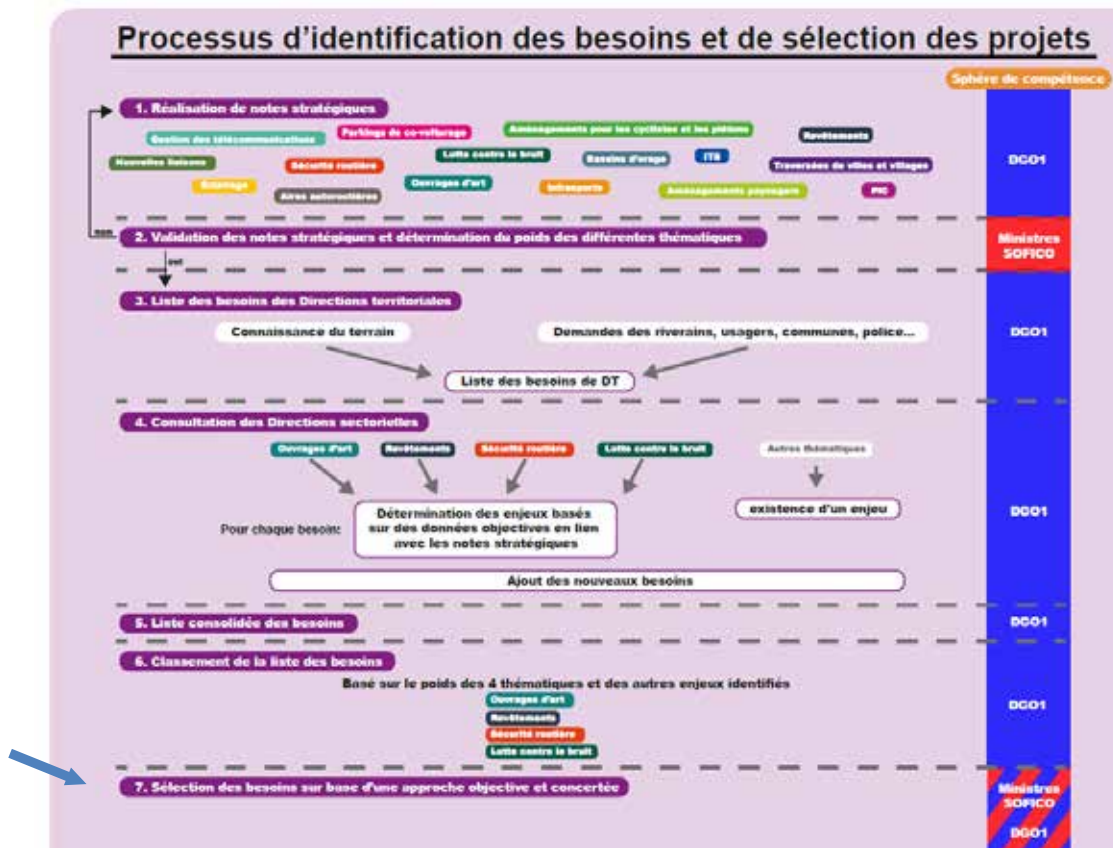 Processus d'identification des besoins et de sélection des projets
Sphère de compétence
1. Réalisation de notes stratégiques
Gestion des télécommunications
Parkings de co-voiturage
Aménagements pour les cyclistes et les piétons
Revêtements
Nouvelles liaisons
Sécurité routière
Lutte contre le bruit
Bassins d'orage
ITS
Traversées de villes et villages
Eclairage
Aires autoroutières
Ouvrages d'art
Infrasports
Aménagements paysagers
PIC
DGO1
non
2. Validation des notes stratégiques et détermination du poids des différentes thématiques
Ministres
SOFICO
oui
3. Liste des besoins des Directions territoriales
Connaissance du terrain
Demandes des riverains, usagers, communes, police...
Liste des besoins de DT
DGO1
4. Consultation des Directions sectorielles
Ouvrages d'art
Revêtements
Sécurité routière
Lutte contre le bruit
Autres thématiques
Pour chaque besoin:
Détermination des enjeux basés
sur des données objectives en lien
avec les notes stratégiques
existence d'un enjeu
DGO1
Ajout des nouveaux besoins
5. Liste consolidée des besoins
DGO1
6. Classement de la liste des besoins
Basé sur le poids des 4 thématiques et des autres enjeux identifiés
Ouvrages d'art
Revêtements
Sécurité routière
Lutte contre le bruit
DGO1
7. Sélection des besoins sur base d'une approche objective et concertée
Ministres
SOFICO
DGO1